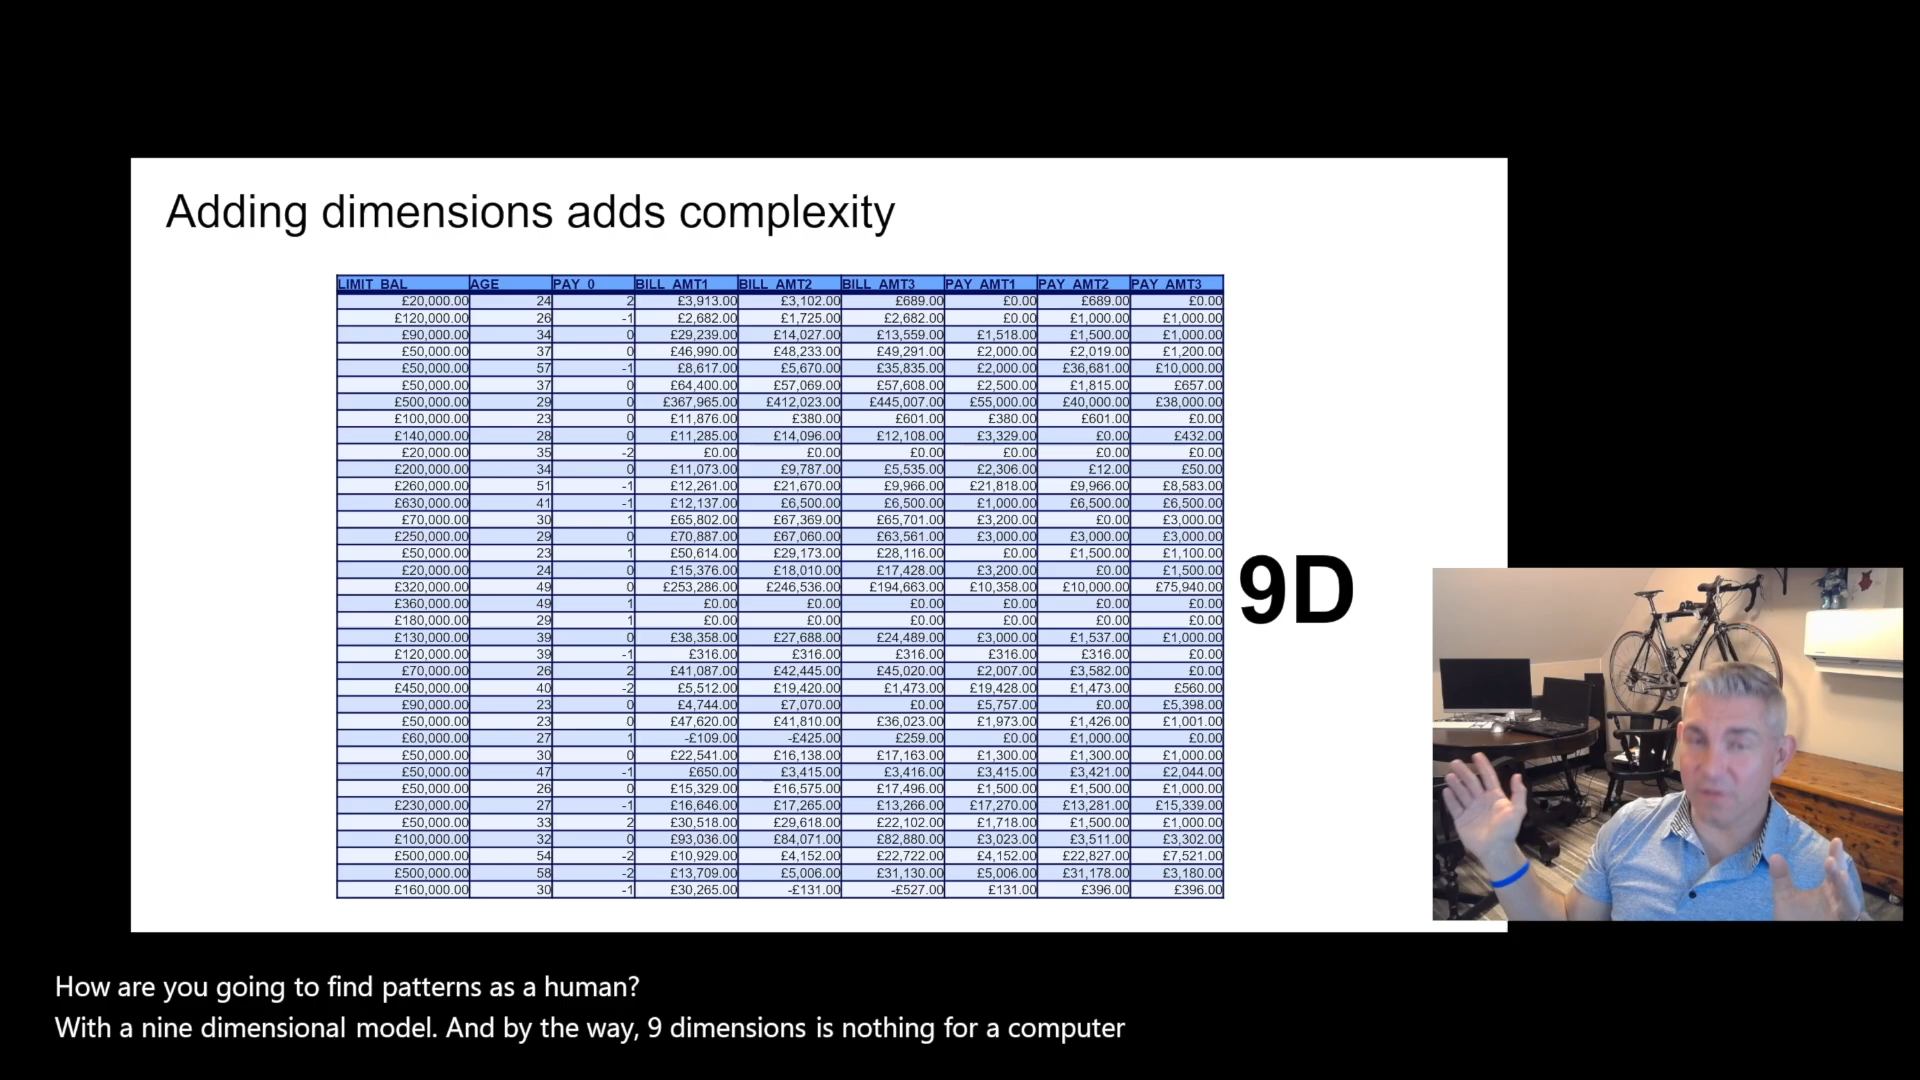 Adding dimensions adds complexity
LIMIT_BAL AGE PAY_0 BILL_AMT1 BILL_AMT2 BILL_AMT3 PAY_AMT1 PAY_AMT2 PAY_AMT3
£20,000.00 24 2 £3,913.00 £3,102.00 £689.00 £0.00 £689.00 £0.00
£120,000.00 26 -1 £2,682.00 £1,725.00 £2,682.00 £0.00 £1,000.00 £1,000.00
£90,000.00 34 0 £29,239.00 £14,027.00 £13,559.00 £1,518.00 £1,500.00 £1,000.00
£50,000.00 37 0 £46,990.00 £48,233.00 £49,291.00 £2,000.00 £2,019.00 £1,200.00
£50,000.00 57 -1 £8,617.00 £5,670.00 £35,835.00 £2,000.00 £36,681.00 £10,000.00
£50,000.00 37 0 £64,400.00 £57,069.00 £57,608.00 £2,500.00 £1,815.00 £657.00
£500,000.00 29 0 £367,965.00 £412,023.00 £445,007.00 £55,000.00 £40,000.00 £38,000.00
£100,000.00 23 0 £11,876.00 £380.00 £601.00 £380.00 £601.00 £0.00
£140,000.00 28 0 £11,285.00 £14,096.00 £12,108.00 £3,329.00 £0.00 £432.00
£20,000.00 35 -2 £0.00 £0.00 £0.00 £0.00 £0.00 £0.00
£200,000.00 34 0 £11,073.00 £9,787.00 £5,535.00 £2,306.00 £12.00 £50.00
£260,000.00 51 -1 £12,261.00 £21,670.00 £9,966.00 £21,818.00 £9,966.00 £8,583.00
£630,000.00 41 -1 £12,137.00 £6,500.00 £6,500.00 £1,000.00 £6,500.00 £6,500.00
£70,000.00 30 1 £65,802.00 £67,369.00 £65,701.00 £3,200.00 £0.00 £3,000.00
£250,000.00 29 0 £70,887.00 £67,060.00 £63,561.00 £3,000.00 £3,000.00 £3,000.00
£50,000.00 23 1 £50,614.00 £29,173.00 £28,116.00 £0.00 £1,500.00 £1,100.00
£20,000.00 24 0 £15,376.00 £18,010.00 £17,428.00 £3,200.00 £0.00 £1,500.00
£320,000.00 49 0 £253,286.00 £246,536.00 £194,663.00 £10,358.00 £10,000.00 £75,940.00
£360,000.00 49 1 £0.00 £0.00 £0.00 £0.00 £0.00 £0.00
£180,000.00 29 1 £0.00 £0.00 £0.00 £0.00 £0.00 £0.00
£130,000.00 39 0 £38,358.00 £27,688.00 £24,489.00 £3,000.00 £1,537.00 £1,000.00
£120,000.00 39 -1 £316.00 £316.00 £316.00 £316.00 £316.00 £0.00
£70,000.00 26 2 £41,087.00 £42,445.00 £45,020.00 £2,007.00 £3,582.00 £0.00
£450,000.00 40 -2 £5,512.00 £19,420.00 £1,473.00 £19,428.00 £1,473.00 £560.00
£90,000.00 23 0 £4,744.00 £7,070.00 £0.00 £5,757.00 £0.00 £5,398.00
£50,000.00 23 0 £47,620.00 £41,810.00 £36,023.00 £1,973.00 £1,426.00 £1,001.00
£60,000.00 27 1 -£109.00 -£425.00 £259.00 £0.00 £1,000.00 £0.00
£50,000.00 30 0 £22,541.00 £16,138.00 £17,163.00 £1,300.00 £1,300.00 £1,000.00
£50,000.00 47 -1 £650.00 £3,415.00 £3,416.00 £3,415.00 £3,421.00 £2,044.00
£50,000.00 26 0 £15,329.00 £16,575.00 £17,496.00 £1,500.00 £1,500.00 £1,000.00
£230,000.00 27 -1 £16,646.00 £17,265.00 £13,266.00 £17,270.00 £13,281.00 £15,339.00
£50,000.00 33 2 £30,518.00 £29,618.00 £22,102.00 £1,718.00 £1,500.00 £1,000.00
£100,000.00 32 0 £93,036.00 £84,071.00 £82,880.00 £3,023.00 £3,511.00 £3,302.00
£500,000.00 54 -2 £10,929.00 £4,152.00 £22,722.00 £4,152.00 £22,827.00 £7,521.00
£500,000.00 58 -2 £13,709.00 £5,006.00 £31,130.00 £5,006.00 £31,178.00 £3,180.00
£160,000.00 30 -1 £30,265.00 -£131.00 -£527.00 £131.00 £396.00 £396.00
9D
How are you going to find patterns as a human?
With a nine dimensional model. And by the way, 9 dimensions is nothing for a computer